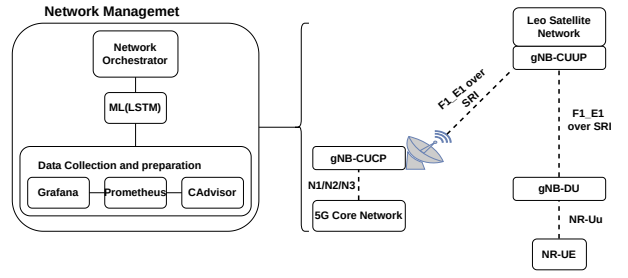 Network Managemet
Network
Orchestrator
ML(LSTM)
Data Collection and preparation
Grafana
Prometheus
CAdvisor
gNB-CUCP
N1/N2/N3
5G Core Network
F1_E1 over
SRI
Leo Satellite
Network
gNB-CUUP
F1_E1
over SRI
gNB-DU
NR-Uu
NR-UE